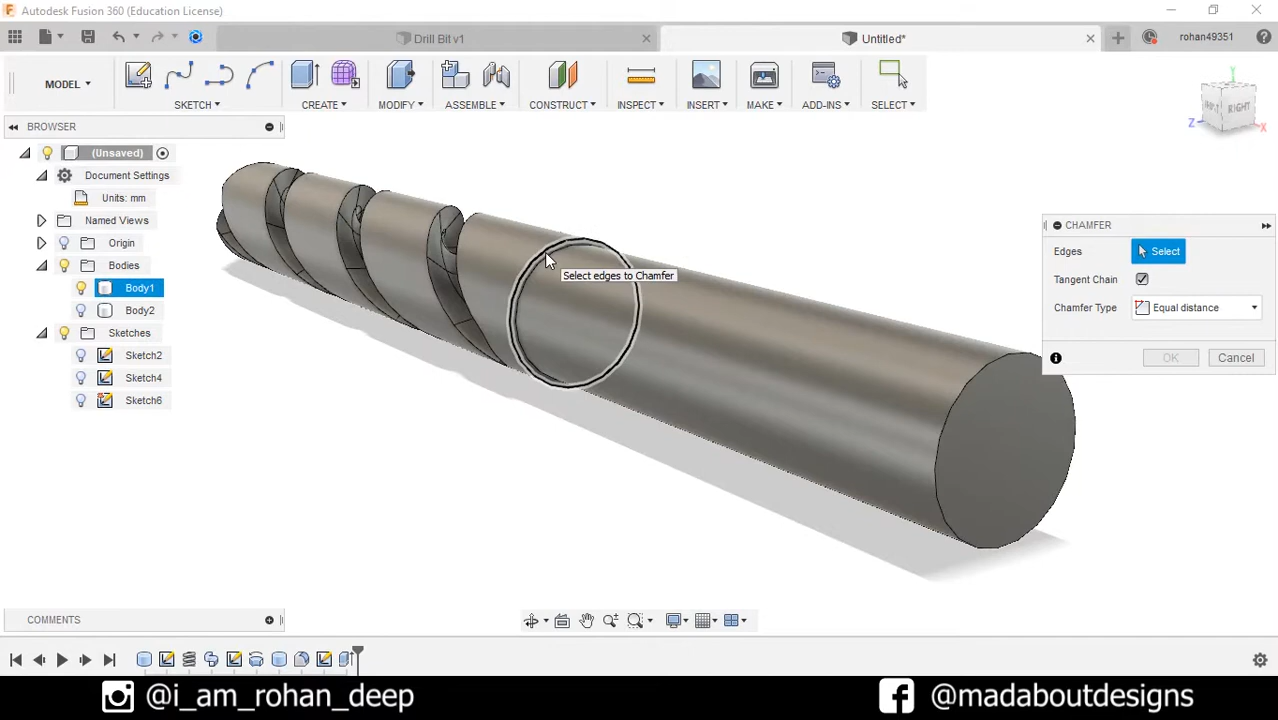 Autodesk Fusion 360 (Education License)
Drill Bit v1
Untitled*
rohan49351
MODEL
SKETCH
CREATE
MODIFY
ASSEMBLE
CONSTRUCT
INSPECT
INSERT
MAKE
ADD-INS
SELECT
RIGHT
Z
Y
X
BROWSER
(Unsaved)
Document Settings
Units: mm
Named Views
Origin
Bodies
Body1
Body2
Sketches
Sketch2
Sketch4
Sketch6
Select edges to Chamfer
CHAMFER
Edges
Select
Tangent Chain
Chamfer Type
Equal distance
OK
Cancel
COMMENTS
@i_am_rohan_deep
@madaboutdesigns